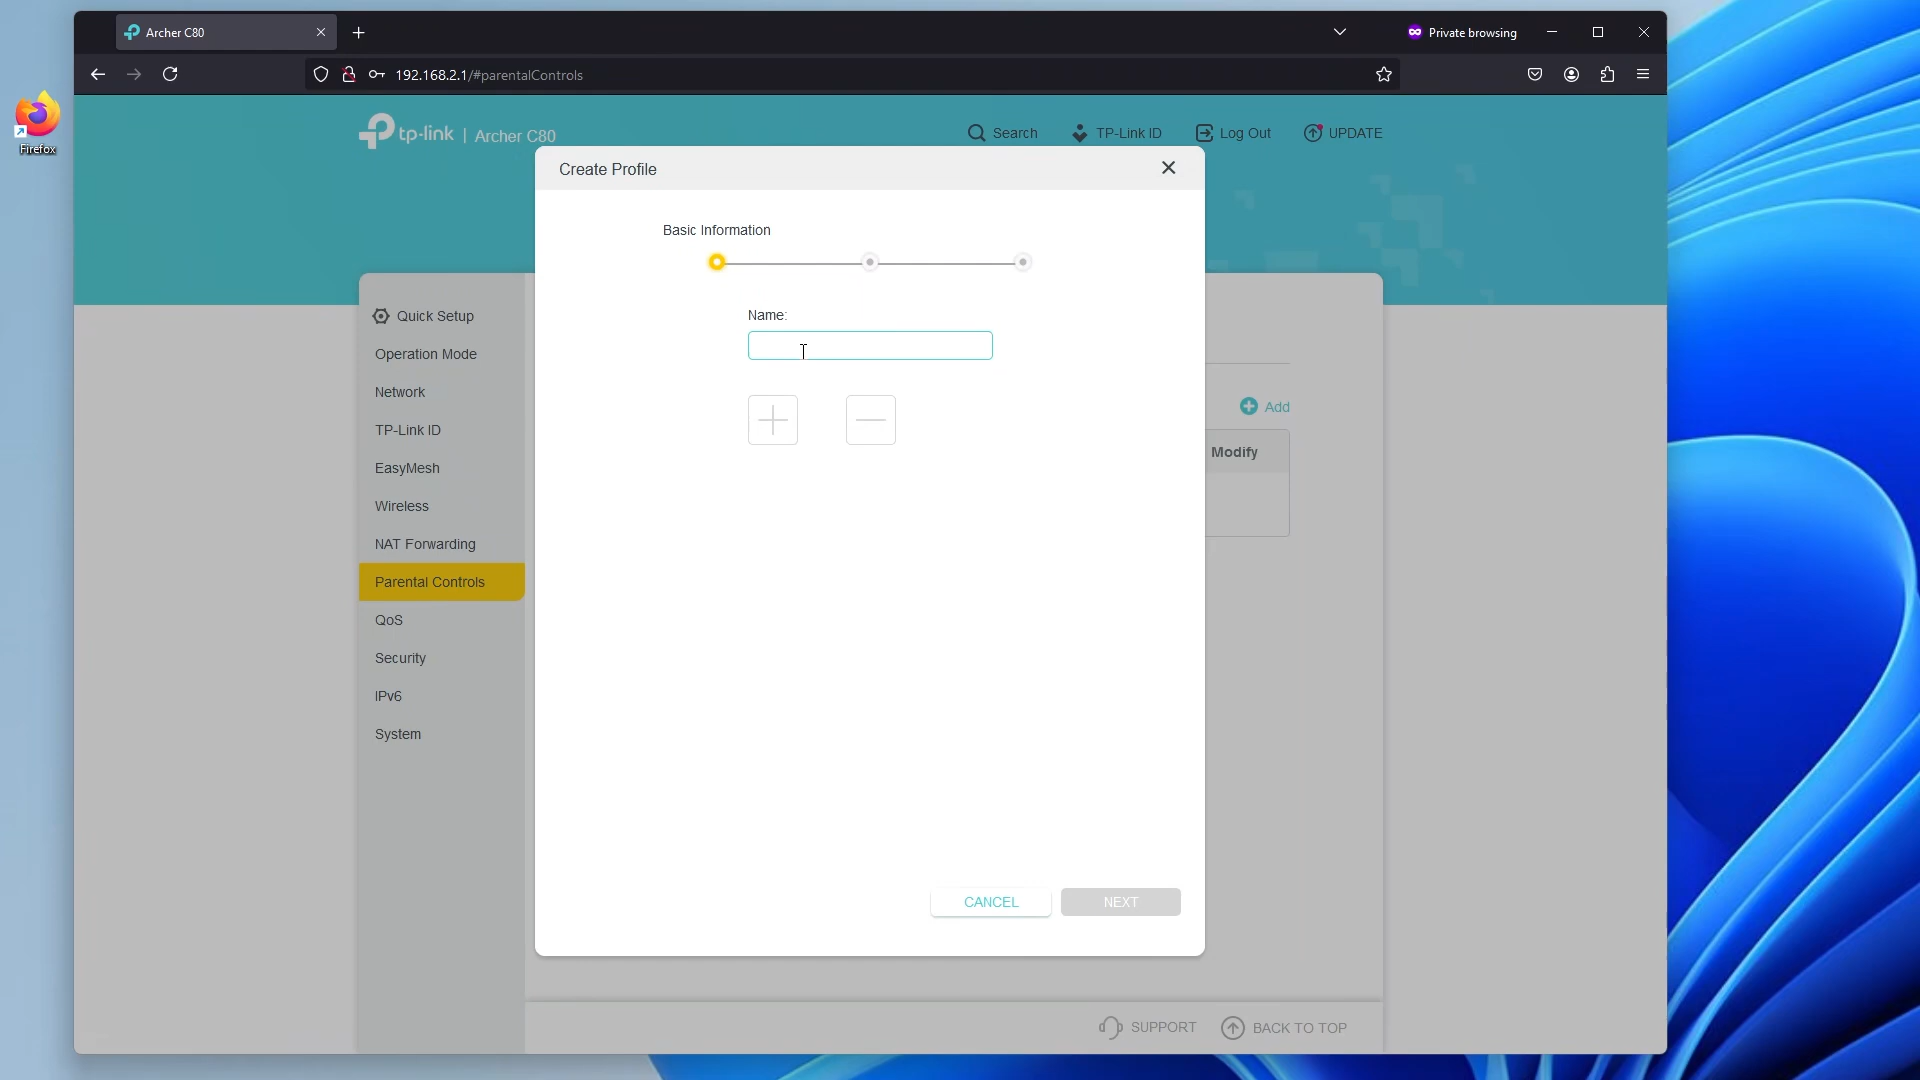 Archer C80
Private browsing
192.168.2.1/#parentalControls
Firefox
tp-link | Archer C80
Search
TP-Link ID
Log Out
UPDATE
Create Profile
Basic Information
Name:
Quick Setup
Operation Mode
Network
TP-Link ID
EasyMesh
Wireless
NAT Forwarding
Parental Controls
QoS
Security
IPv6
System
Add
Modify
CANCEL
NEXT
SUPPORT
BACK TO TOP